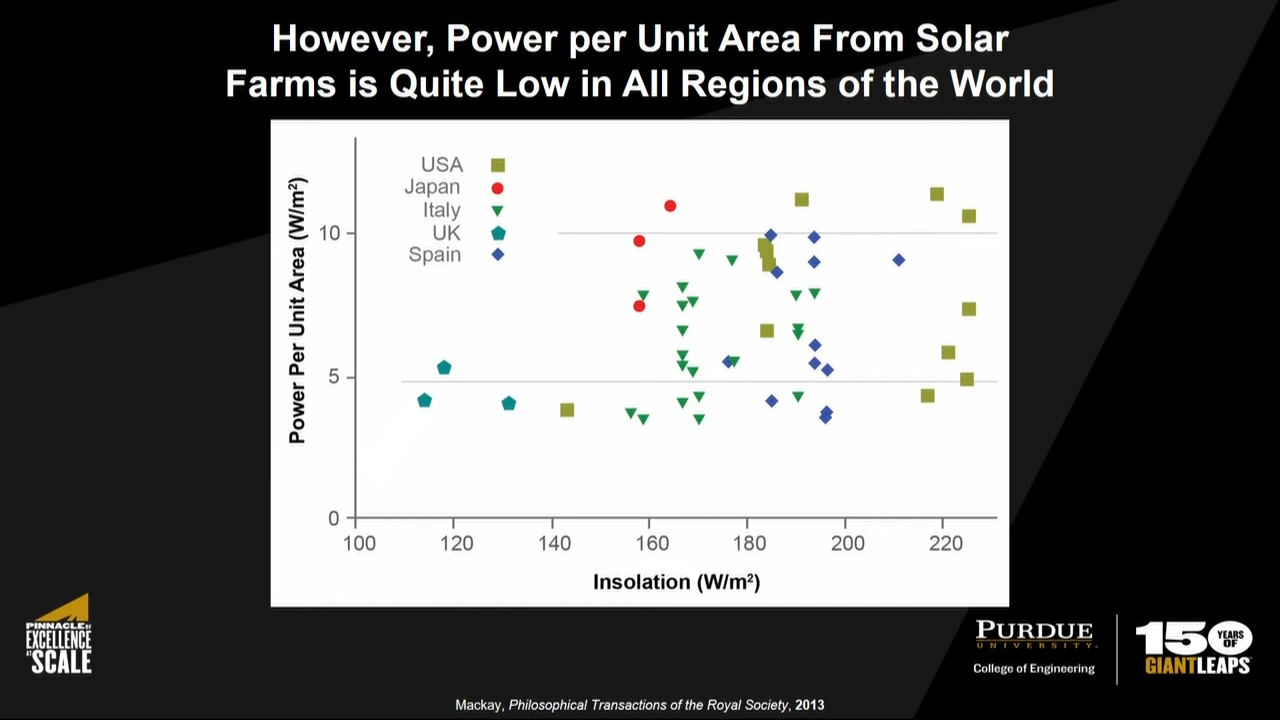 However, Power per Unit Area From Solar
Farms is Quite Low in All Regions of the World
USA
Japan
Italy
UK
Spain
Power Per Unit Area (W/m²)
10
5
0
100 120 140 160 180 200 220
Insolation (W/m²)
PINNACLE OF
EXCELLENCE
AT SCALE
PURDUE
UNIVERSITY.
College of Engineering
150 YEARS OF
GIANTLEAPS
Mackay, Philosophical Transactions of the Royal Society, 2013